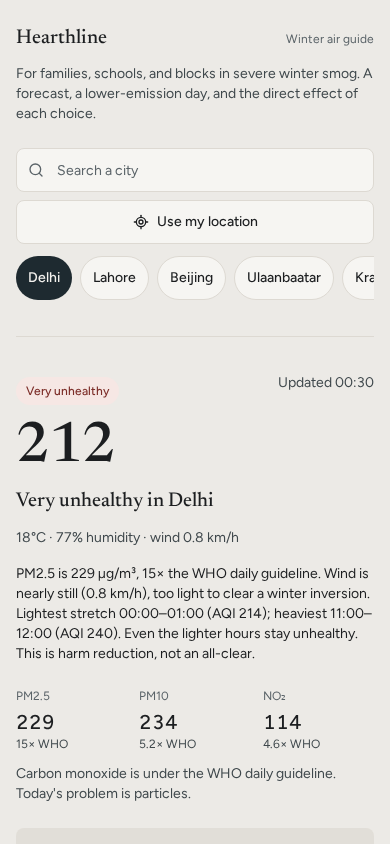 Hearthline
Winter air guide
For families, schools, and blocks in severe winter smog. A
forecast, a lower-emission day, and the direct effect of
each choice.
Search a city
Use my location
Delhi
Lahore
Beijing
Ulaanbaatar
Kra
Updated 00:30
Very unhealthy
212
Very unhealthy in Delhi
18°C · 77% humidity · wind 0.8 km/h
PM2.5 is 229 µg/m³, 15× the WHO daily guideline. Wind is
nearly still (0.8 km/h), too light to clear a winter inversion.
Lightest stretch 00:00–01:00 (AQI 214); heaviest 11:00–
12:00 (AQI 240). Even the lighter hours stay unhealthy.
This is harm reduction, not an all-clear.
PM2.5
PM10
NO₂
229
234
114
15× WHO
5.2× WHO
4.6× WHO
Carbon monoxide is under the WHO daily guideline.
Today's problem is particles.